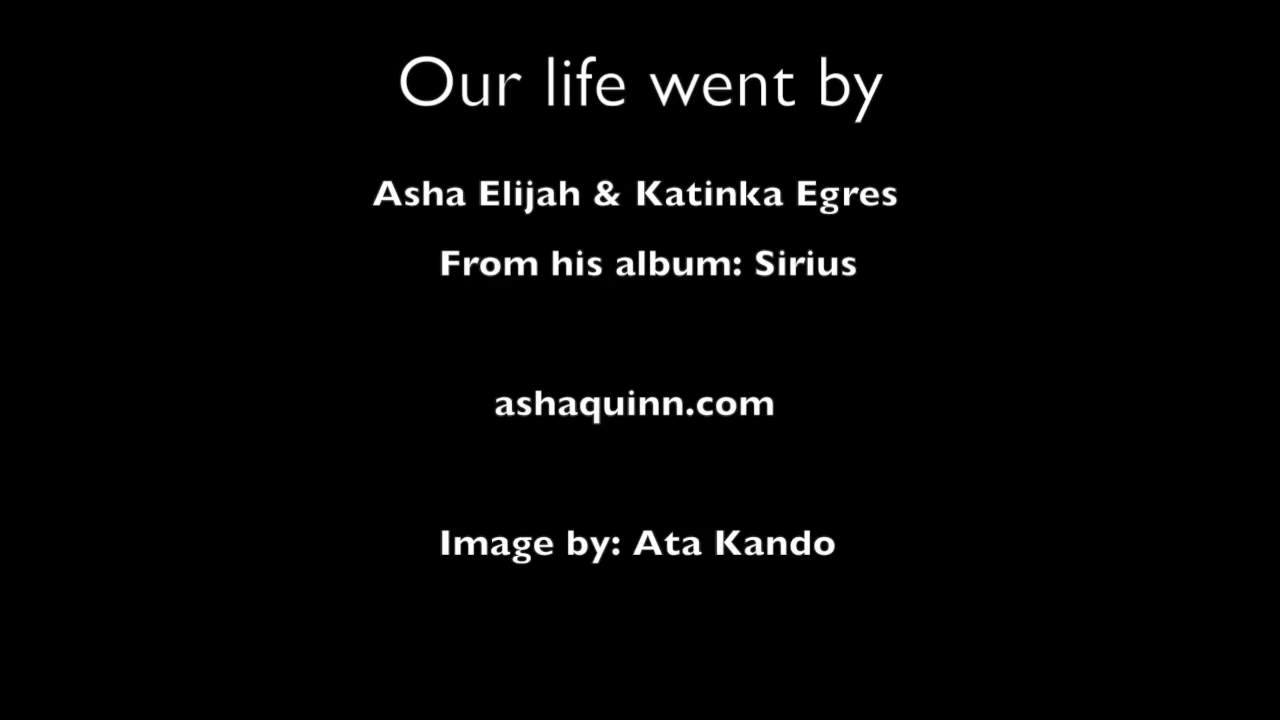 Our life went by
Asha Elijah & Katinka Egres
From his album: Sirius
ashaquinn.com
Image by: Ata Kando